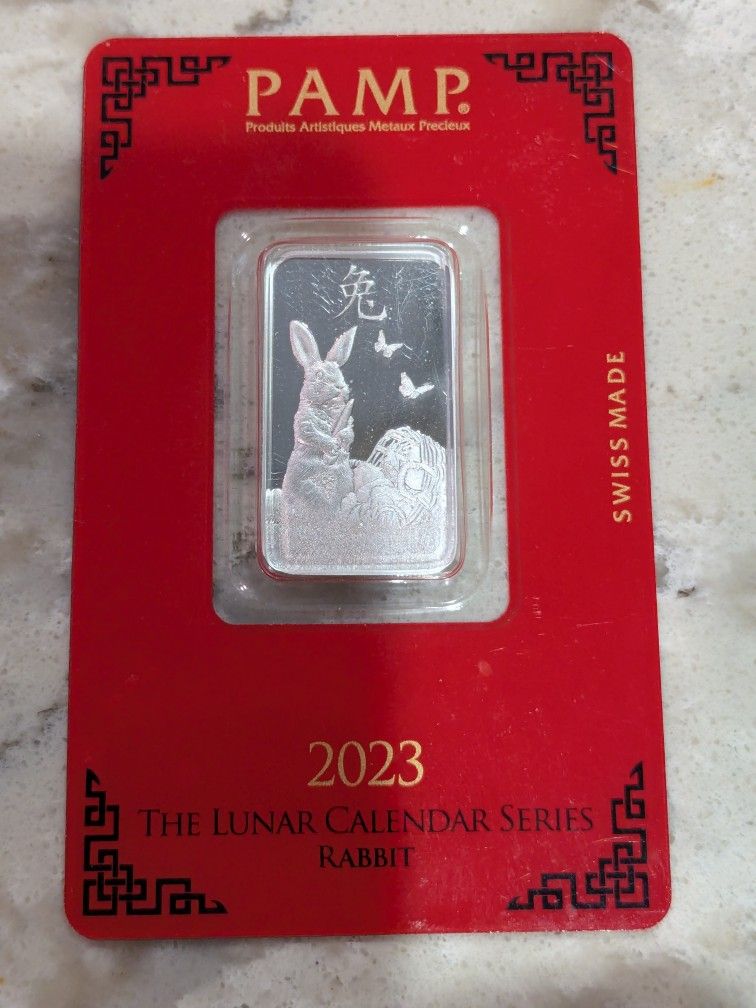 PAMP®
Produits Artistiques Metaux Precieux
兔
SWISS MADE
2023
THE LUNAR CALENDAR SERIES
RABBIT